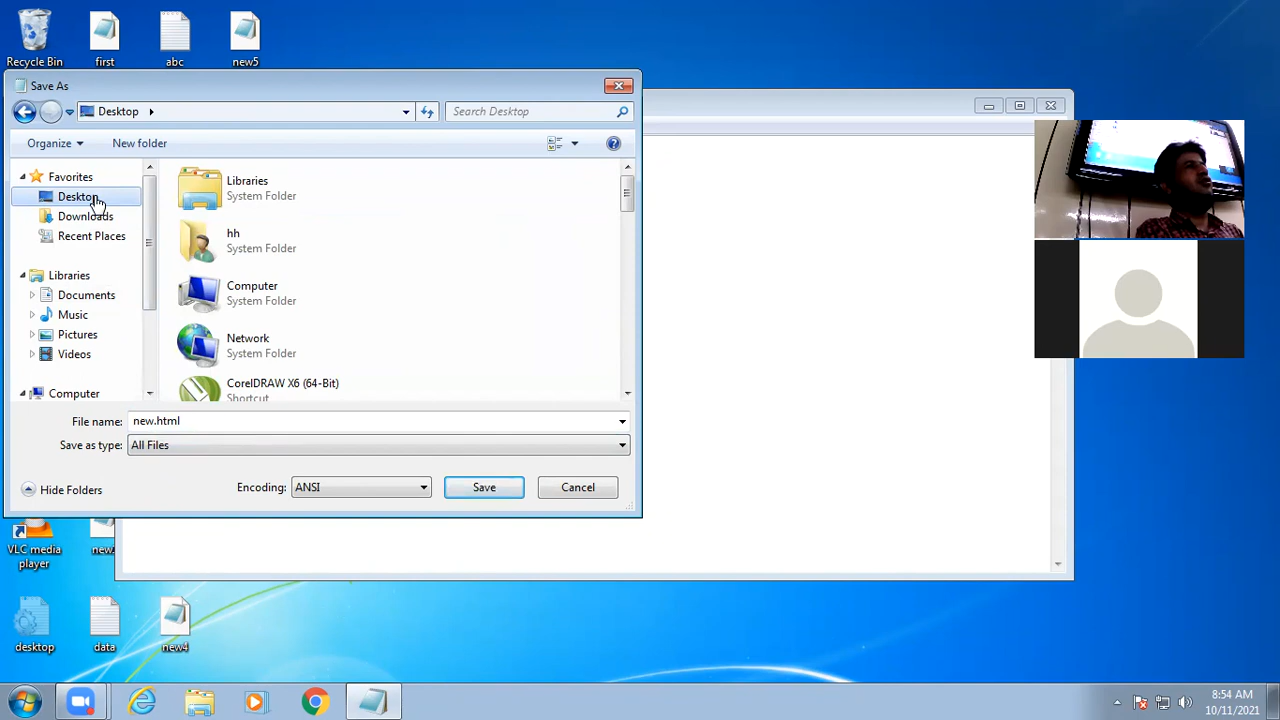 Recycle Bin
first
abc
new5
Save As
Desktop
Search Desktop
Organize
New folder
Favorites
Desktop
Downloads
Recent Places
Libraries
Documents
Music
Pictures
Videos
Computer
Libraries
System Folder
hh
System Folder
Computer
System Folder
Network
System Folder
CorelDRAW X6 (64-Bit)
Shortcut
File name:
new.html
Save as type:
All Files
Hide Folders
Encoding:
ANSI
Save
Cancel
VLC media
player
new
desktop
data
new4
8:54 AM
10/11/2021